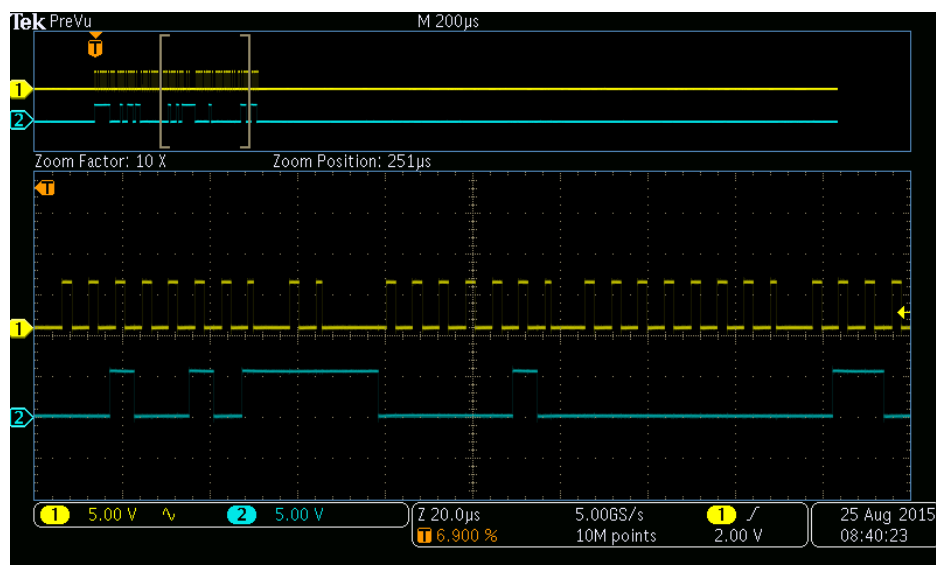 Tek PreVu M 200µs
T
1
2
Zoom Factor: 10 X Zoom Position: 251µs
T
1
2
1 5.00 V 2 5.00 V Z 20.0µs 5.00GS/s 1 25 Aug 2015
T 6.900 % 10M points 2.00 V 08:40:23